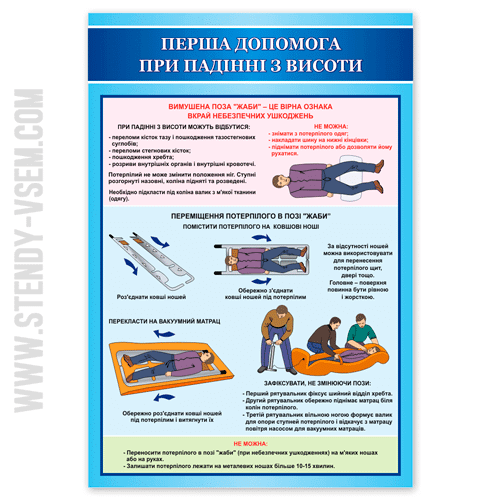 WWW.STENDY-VSEM.COM
ПЕРША ДОПОМОГА
ПРИ ПАДІННІ З ВИСОТИ
ВИМУШЕНА ПОЗА "ЖАБИ" – ЦЕ ВІРНА ОЗНАКА
ВКРАЙ НЕБЕЗПЕЧНИХ УШКОДЖЕНЬ
ПРИ ПАДІННІ З ВИСОТИ МОЖУТЬ ВІДБУТИСЯ:
- переломи кісток тазу і пошкодження тазостегнових
суглобів;
- переломи стегнових кісток;
- пошкодження хребта;
- розриви внутрішніх органів і внутрішні кровотечі.
Потерпілий не може змінити положення ніг. Ступні
розгорнуті назовні, коліна підняті та розведені.
Необхідно підкласти під коліна валик з м'якої тканини
(одягу).
НЕ МОЖНА:
- знімати з потерпілого одяг;
- накладати шину на нижні кінцівки;
- піднімати потерпілого або дозволяти йому
рухатися.
ПЕРЕМІЩЕННЯ ПОТЕРПІЛОГО В ПОЗІ "ЖАБИ"
ПОМІСТИТИ ПОТЕРПІЛОГО НА КОВШОВІ НОШІ
Роз'єднати ковші ношей
Обережно з'єднати
ковші ношей під потерпілим
За відсутності ношей
можна використовувати
для перенесення
потерпілого щит,
двері тощо.
Головне – поверхня
повинна бути рівною
і жорсткою.
ПЕРЕКЛАСТИ НА ВАКУУМНИЙ МАТРАЦ
Обережно роз'єднати ковші ношей
під потерпілим і витягнути їх
ЗАФІКСУВАТИ, НЕ ЗМІНЮЮЧИ ПОЗИ:
- Перший рятувальник фіксує шийний відділ хребта.
- Другий рятувальник обережно піднімає матрац біля
колін потерпілого.
- Третій рятувальник вільною ногою формує валик
для опори ступней потерпілого і відкачує з матрацу
повітря насосом для вакуумних матраців.
НЕ МОЖНА:
- Переносити потерпілого в позі "жаби" (при небезпечних ушкодженнях) на м'яких ношах
або на руках.
- Залишати потерпілого лежати на металевих ношах більше 10-15 хвилин.